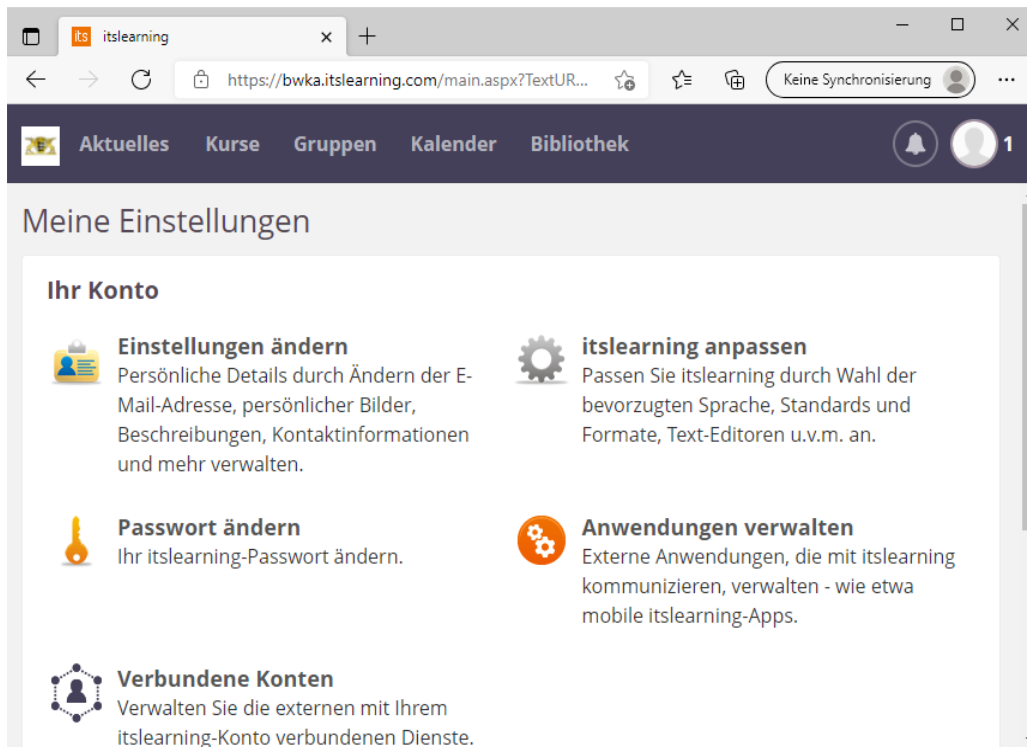 its itslearning
https://bwka.itslearning.com/main.aspx?TextUR...
Keine Synchronisierung
Aktuelles Kurse Gruppen Kalender Bibliothek 1
Meine Einstellungen
Ihr Konto
Einstellungen ändern
Persönliche Details durch Ändern der E-
Mail-Adresse, persönlicher Bilder,
Beschreibungen, Kontaktinformationen
und mehr verwalten.
itslearning anpassen
Passen Sie itslearning durch Wahl der
bevorzugten Sprache, Standards und
Formate, Text-Editoren u.v.m. an.
Passwort ändern
Ihr itslearning-Passwort ändern.
Anwendungen verwalten
Externe Anwendungen, die mit itslearning
kommunizieren, verwalten - wie etwa
mobile itslearning-Apps.
Verbundene Konten
Verwalten Sie die externen mit Ihrem
itslearning-Konto verbundenen Dienste.